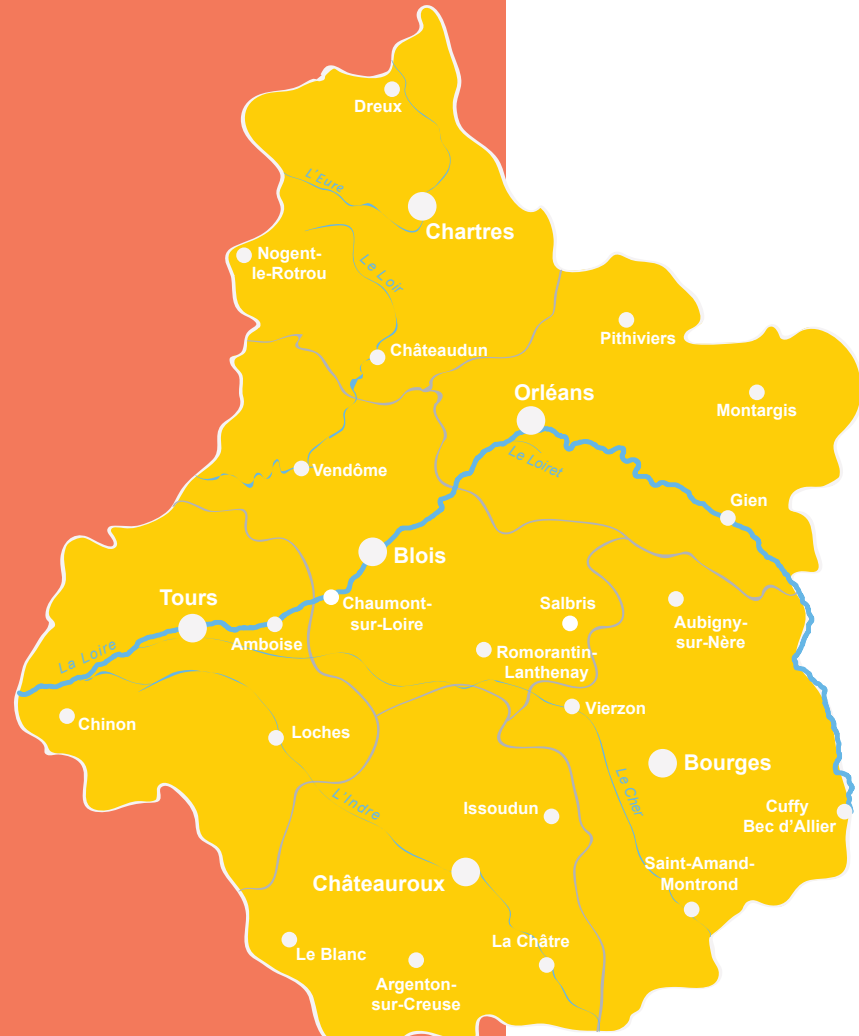 Dreux
L'Eure
Chartres
Nogent-
le-Rotrou
Le Loir
Pithiviers
Châteaudun
Orléans
Montargis
Le Loiret
Vendôme
Gien
Blois
Tours
Chaumont-
sur-Loire
Salbris
Aubigny-
sur-Nère
Amboise
La Loire
Romorantin-
Lanthenay
Chinon
Loches
Vierzon
Bourges
Le Cher
L'Indre
Issoudun
Cuffy
Bec d'Allier
Saint-Amand-
Montrond
Châteauroux
La Châtre
Le Blanc
Argenton-
sur-Creuse